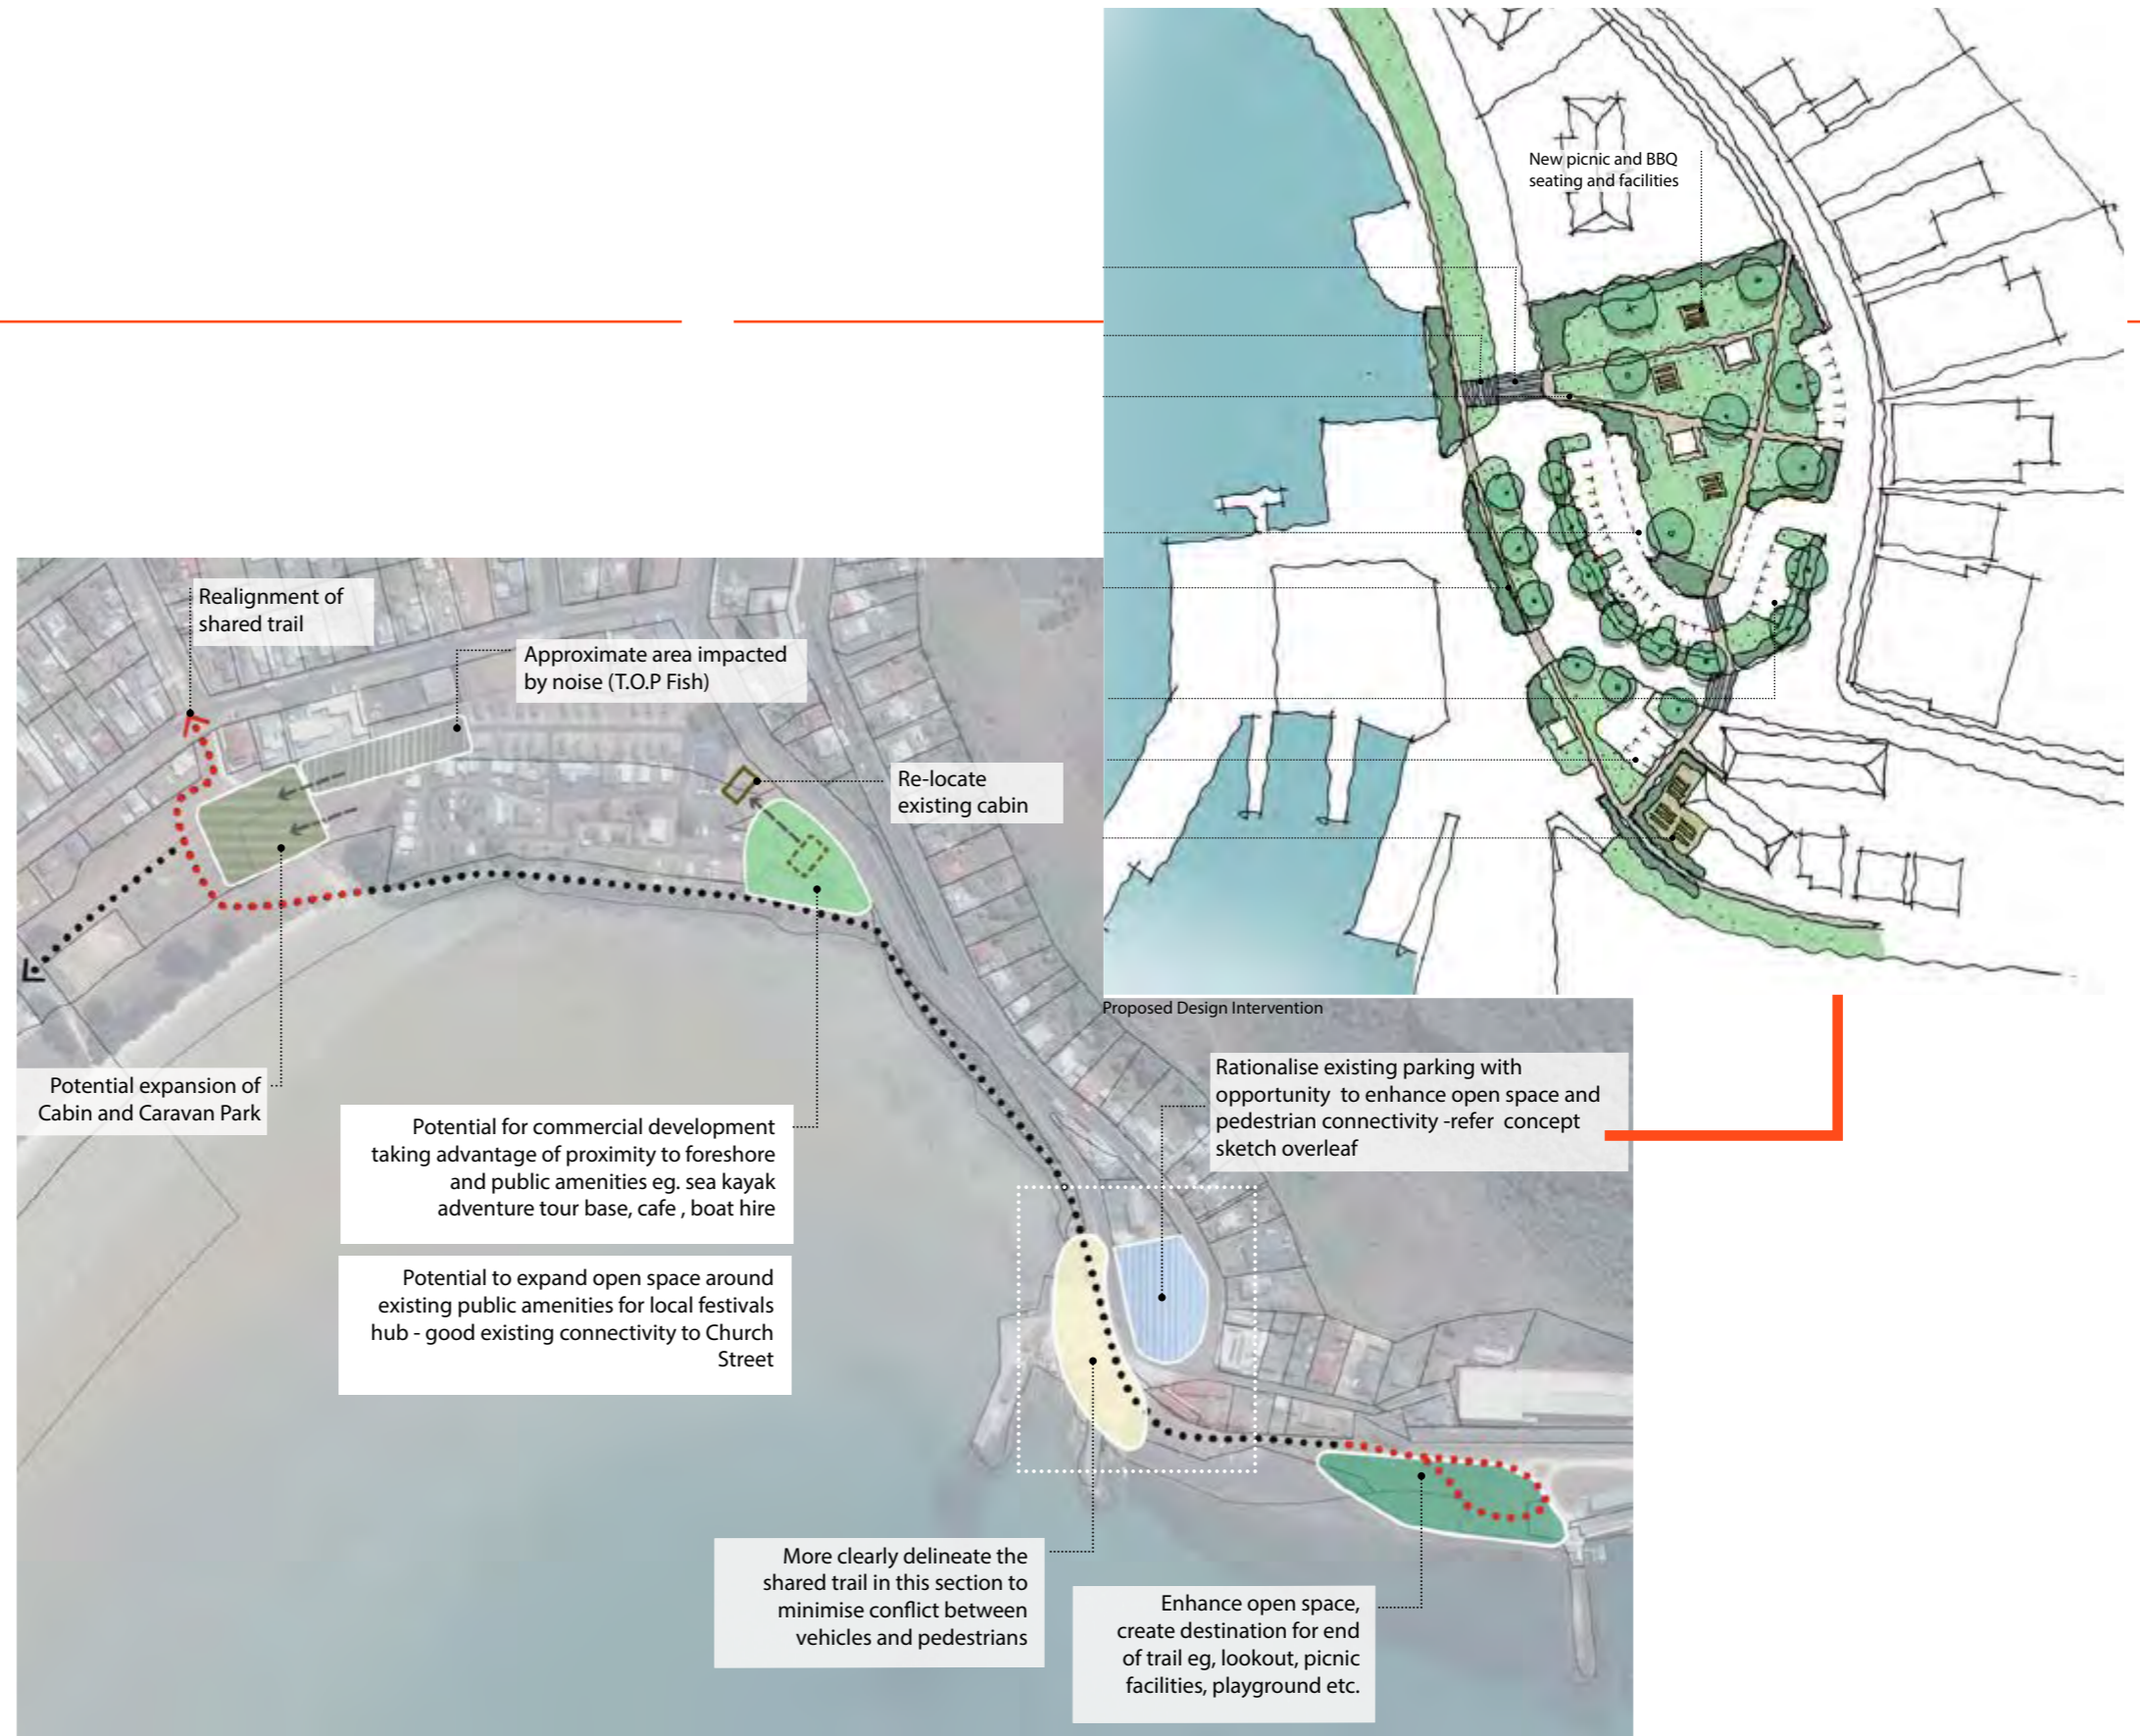 New picnic and BBQ
seating and facilities
Realignment of
shared trail
Approximate area impacted
by noise (T.O.P Fish)
Re-locate
existing cabin
Proposed Design Intervention
Rationalise existing parking with
opportunity to enhance open space and
pedestrian connectivity -refer concept
sketch overleaf
Potential expansion of
Cabin and Caravan Park
Potential for commercial development
taking advantage of proximity to foreshore
and public amenities eg. sea kayak
adventure tour base, cafe , boat hire
Potential to expand open space around
existing public amenities for local festivals
hub - good existing connectivity to Church
Street
More clearly delineate the
shared trail in this section to
minimise conflict between
vehicles and pedestrians
Enhance open space,
create destination for end
of trail eg, lookout, picnic
facilities, playground etc.